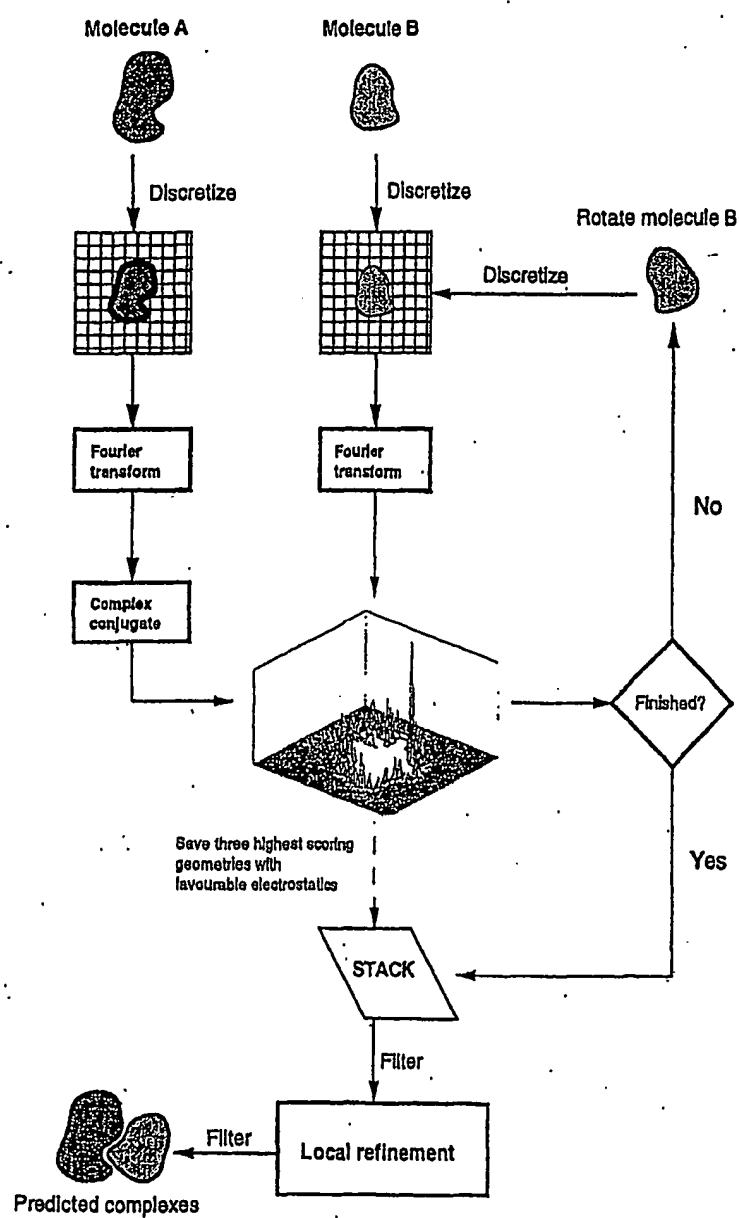 Molecule A
Molecule B
Discretize
Discretize
Rotate molecule B
Discretize
Fourier
transform
Fourier
transform
No
Complex
conjugate
Finished?
Save three highest scoring
geometries with
favourable electrostatics
Yes
STACK
Filter
Filter
Local refinement
Predicted complexes